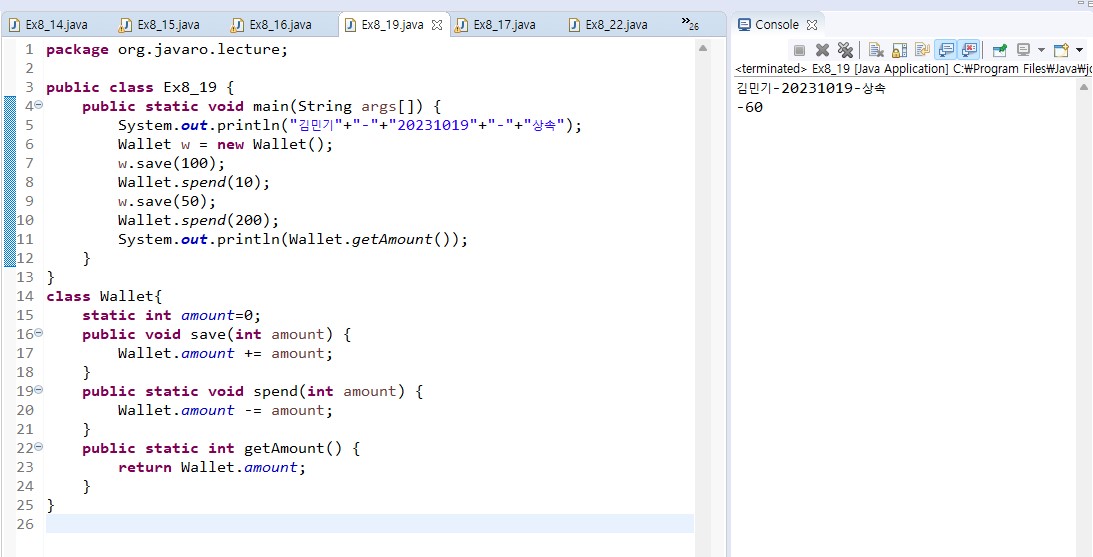 Ex8_14.java Ex8_15.java Ex8_16.java Ex8_19.java Ex8_17.java Ex8_22.java »26
Console
<terminated> Ex8_19 [Java Application] C:₩Program Files₩Java₩j
김민기-20231019-상속
-60
1 package org.javaro.lecture;
2
3 public class Ex8_19 {
4 public static void main(String args[]) {
5 System.out.println("김민기"+"-"+"20231019"+"-"+"상속");
6 Wallet w = new Wallet();
7 w.save(100);
8 Wallet.spend(10);
9 w.save(50);
10 Wallet.spend(200);
11 System.out.println(Wallet.getAmount());
12 }
13 }
14 class Wallet{
15 static int amount=0;
16 public void save(int amount) {
17 Wallet.amount += amount;
18 }
19 public static void spend(int amount) {
20 Wallet.amount -= amount;
21 }
22 public static int getAmount() {
23 return Wallet.amount;
24 }
25 }
26